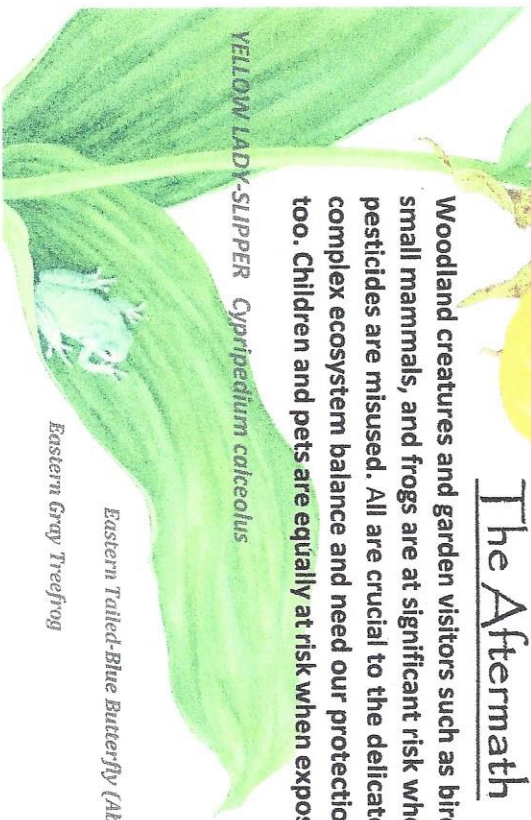 The Aftermath
Woodland creatures and garden visitors such as bir
small mammals, and frogs are at significant risk whe
pesticides are misused. All are crucial to the delicate
complex ecosystem balance and need our protectio
too. Children and pets are equally at risk when expos
YELLOW LADY-SLIPPER Cypripedium calceolus
Eastern Tailed-Blue Butterfly (Ab
Eastern Gray Treefrog